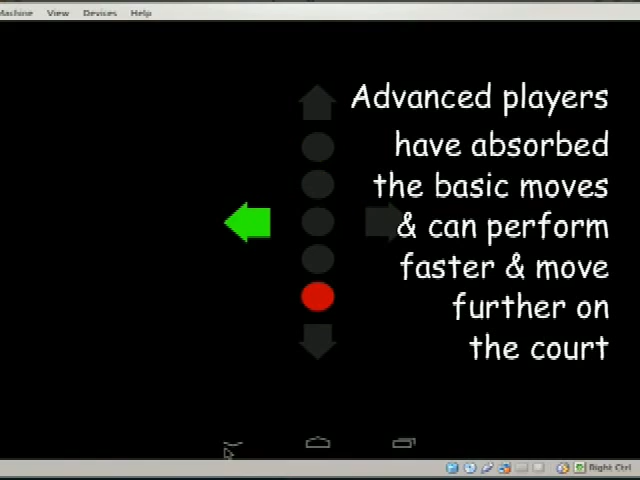 Machine View Devices Help
Advanced players
have absorbed
the basic moves
& can perform
faster & move
further on
the court
Right Ctrl